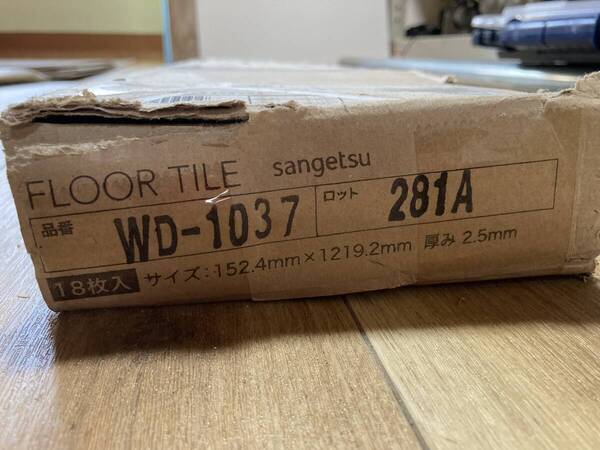 FLOOR TILE sangetsu
品番 WD-1037 ロット 281A
18枚入 サイズ:152.4mm×1219.2mm 厚み 2.5mm